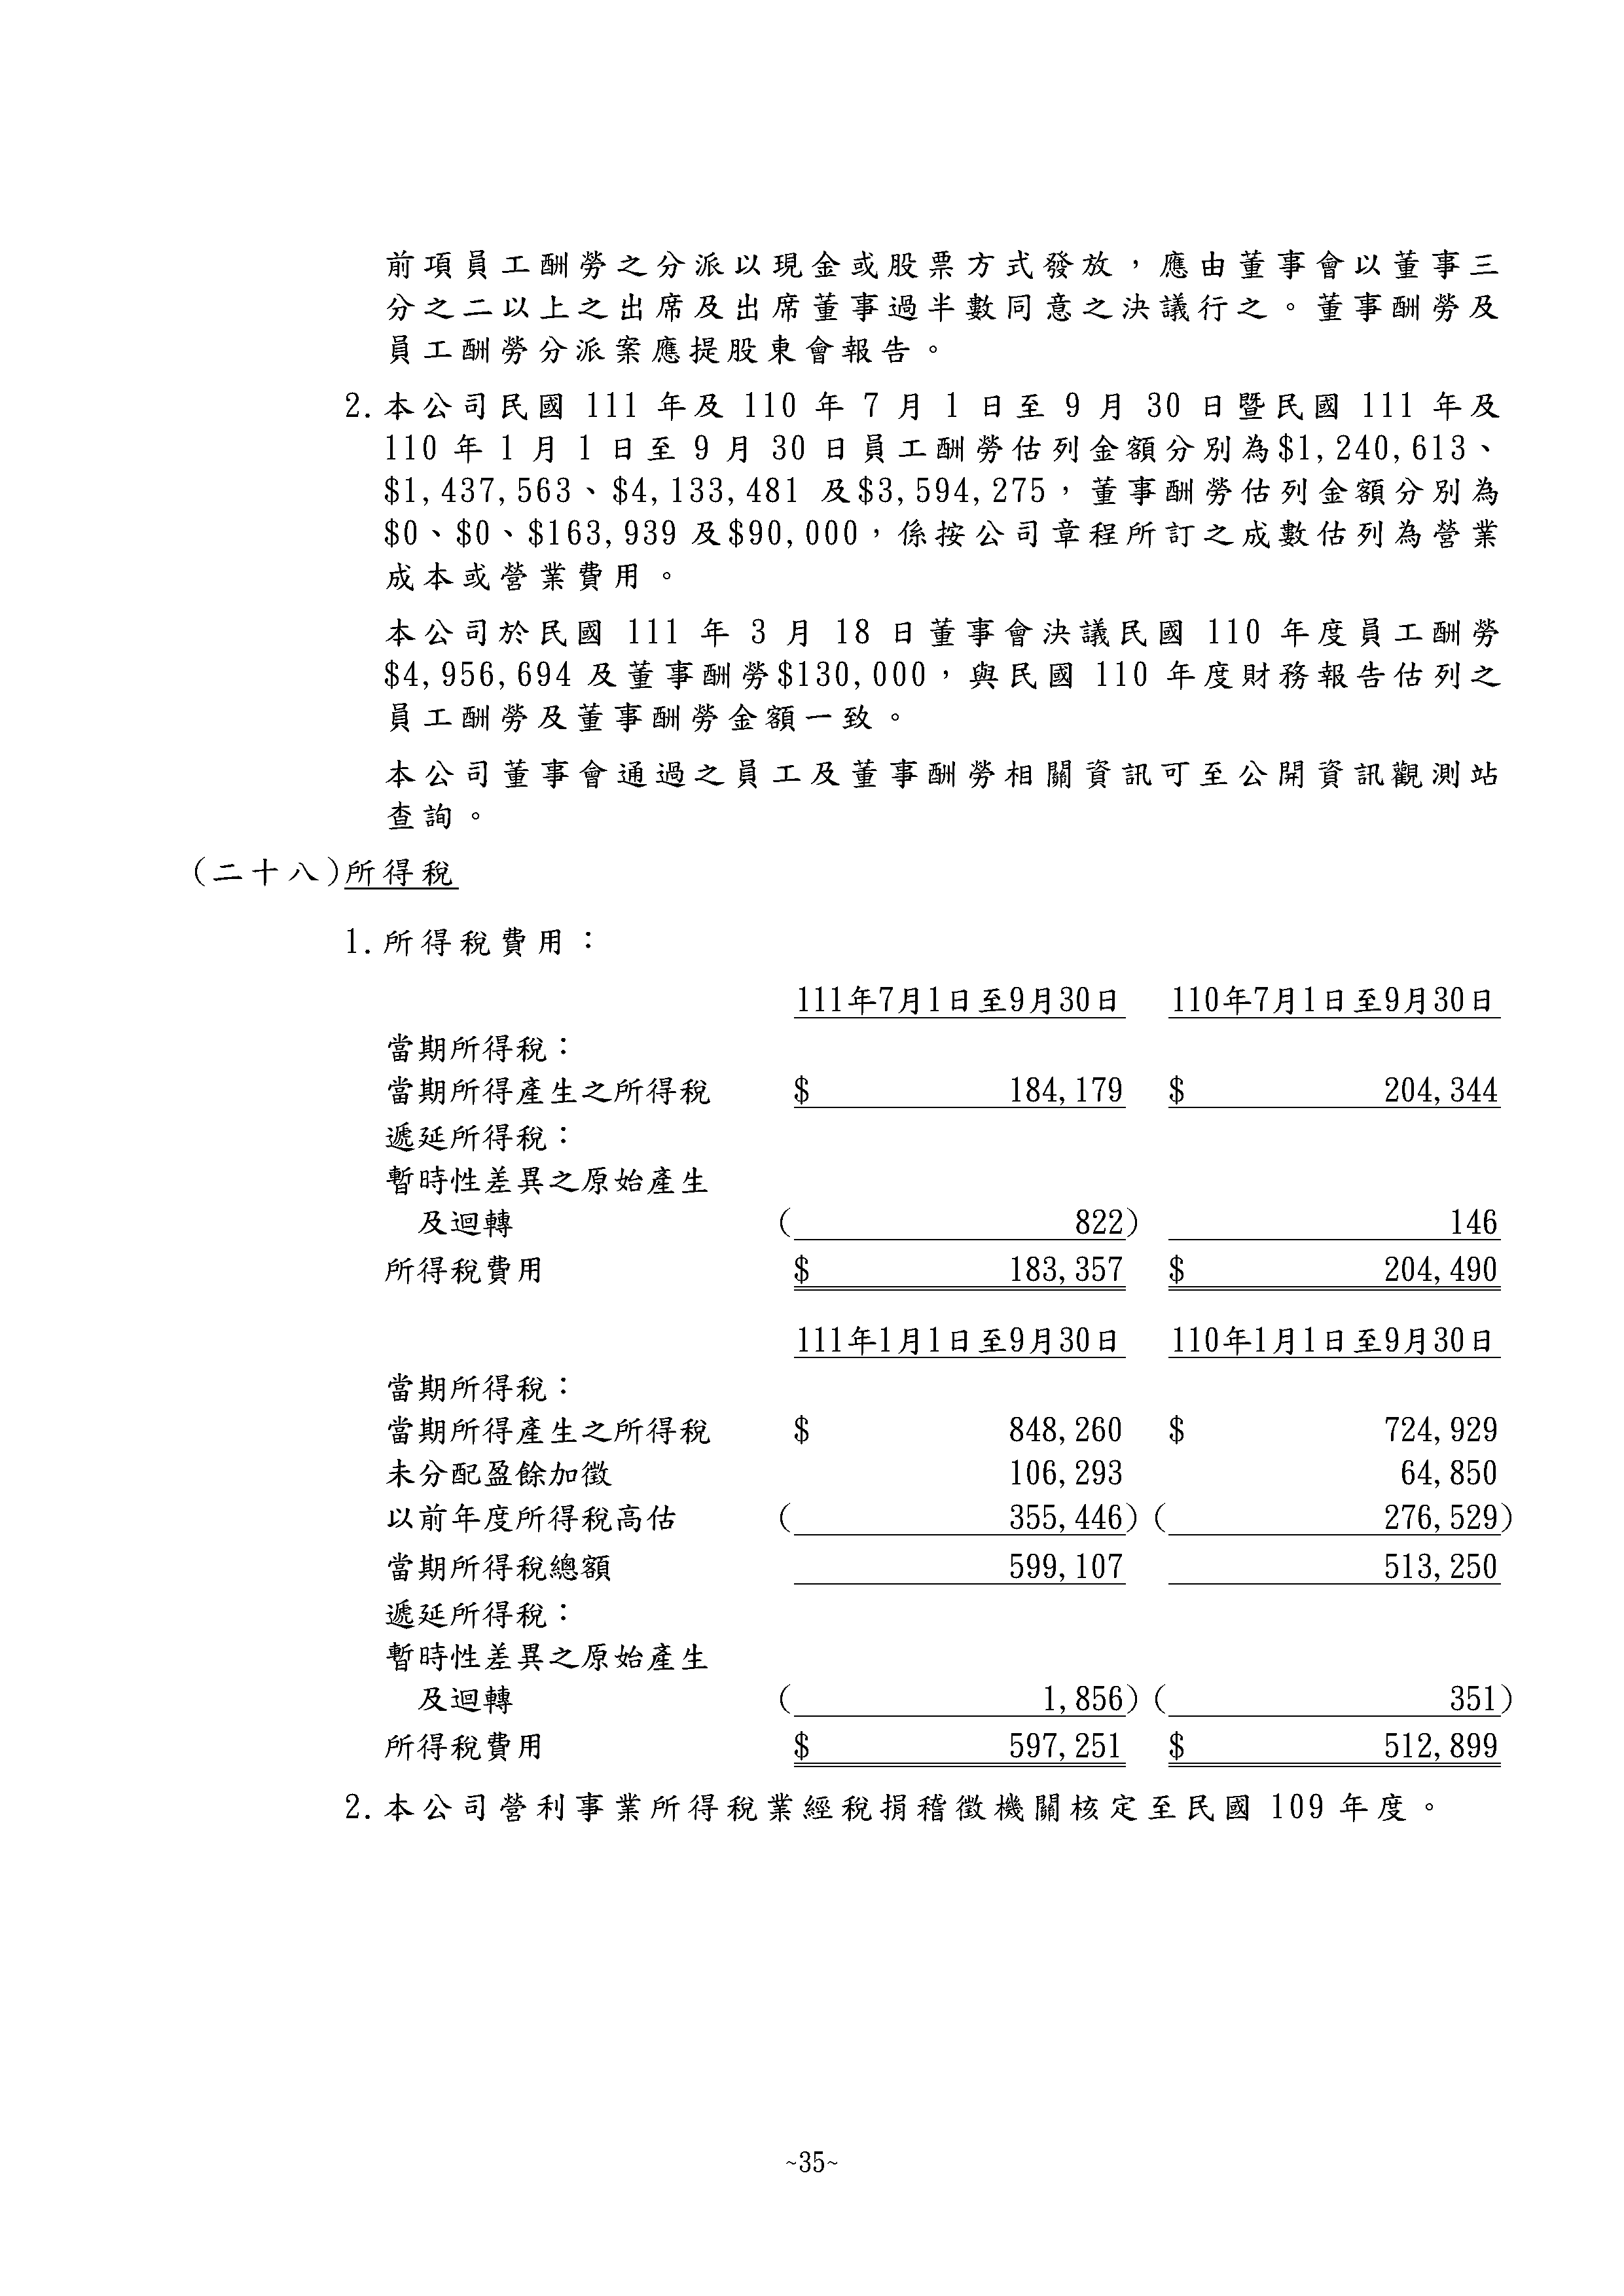 前項員工酬勞之分派以現金或股票方式發放，應由董事會以董事三
分之二以上之出席及出席董事過半數同意之決議行之。董事酬勞及
員工酬勞分派案應提股東會報告。
2.本公司民國 111 年及 110 年 7 月 1 日至 9 月 30 日暨民國 111 年及
110 年 1 月 1 日至 9 月 30 日員工酬勞估列金額分別為$1,240,613、
$1,437,563、$4,133,481 及$3,594,275，董事酬勞估列金額分別為
$0、$0、$163,939 及$90,000，係按公司章程所訂之成數估列為營業
成本或營業費用。
本公司於民國 111 年 3 月 18 日董事會決議民國 110 年度員工酬勞
$4,956,694 及董事酬勞$130,000，與民國 110 年度財務報告估列之
員工酬勞及董事酬勞金額一致。
本公司董事會通過之員工及董事酬勞相關資訊可至公開資訊觀測站
查詢。
(二十八)所得稅
1.所得稅費用：
111年7月1日至9月30日 110年7月1日至9月30日
當期所得稅：
當期所得產生之所得稅 $ 184,179 $ 204,344
遞延所得稅：
暫時性差異之原始產生
及迴轉 ( 822) 146
所得稅費用 $ 183,357 $ 204,490
111年1月1日至9月30日 110年1月1日至9月30日
當期所得稅：
當期所得產生之所得稅 $ 848,260 $ 724,929
未分配盈餘加徵 106,293 64,850
以前年度所得稅高估 ( 355,446) ( 276,529)
當期所得稅總額 599,107 513,250
遞延所得稅：
暫時性差異之原始產生
及迴轉 ( 1,856) ( 351)
所得稅費用 $ 597,251 $ 512,899
2.本公司營利事業所得稅業經稅捐稽徵機關核定至民國 109 年度。
~35~